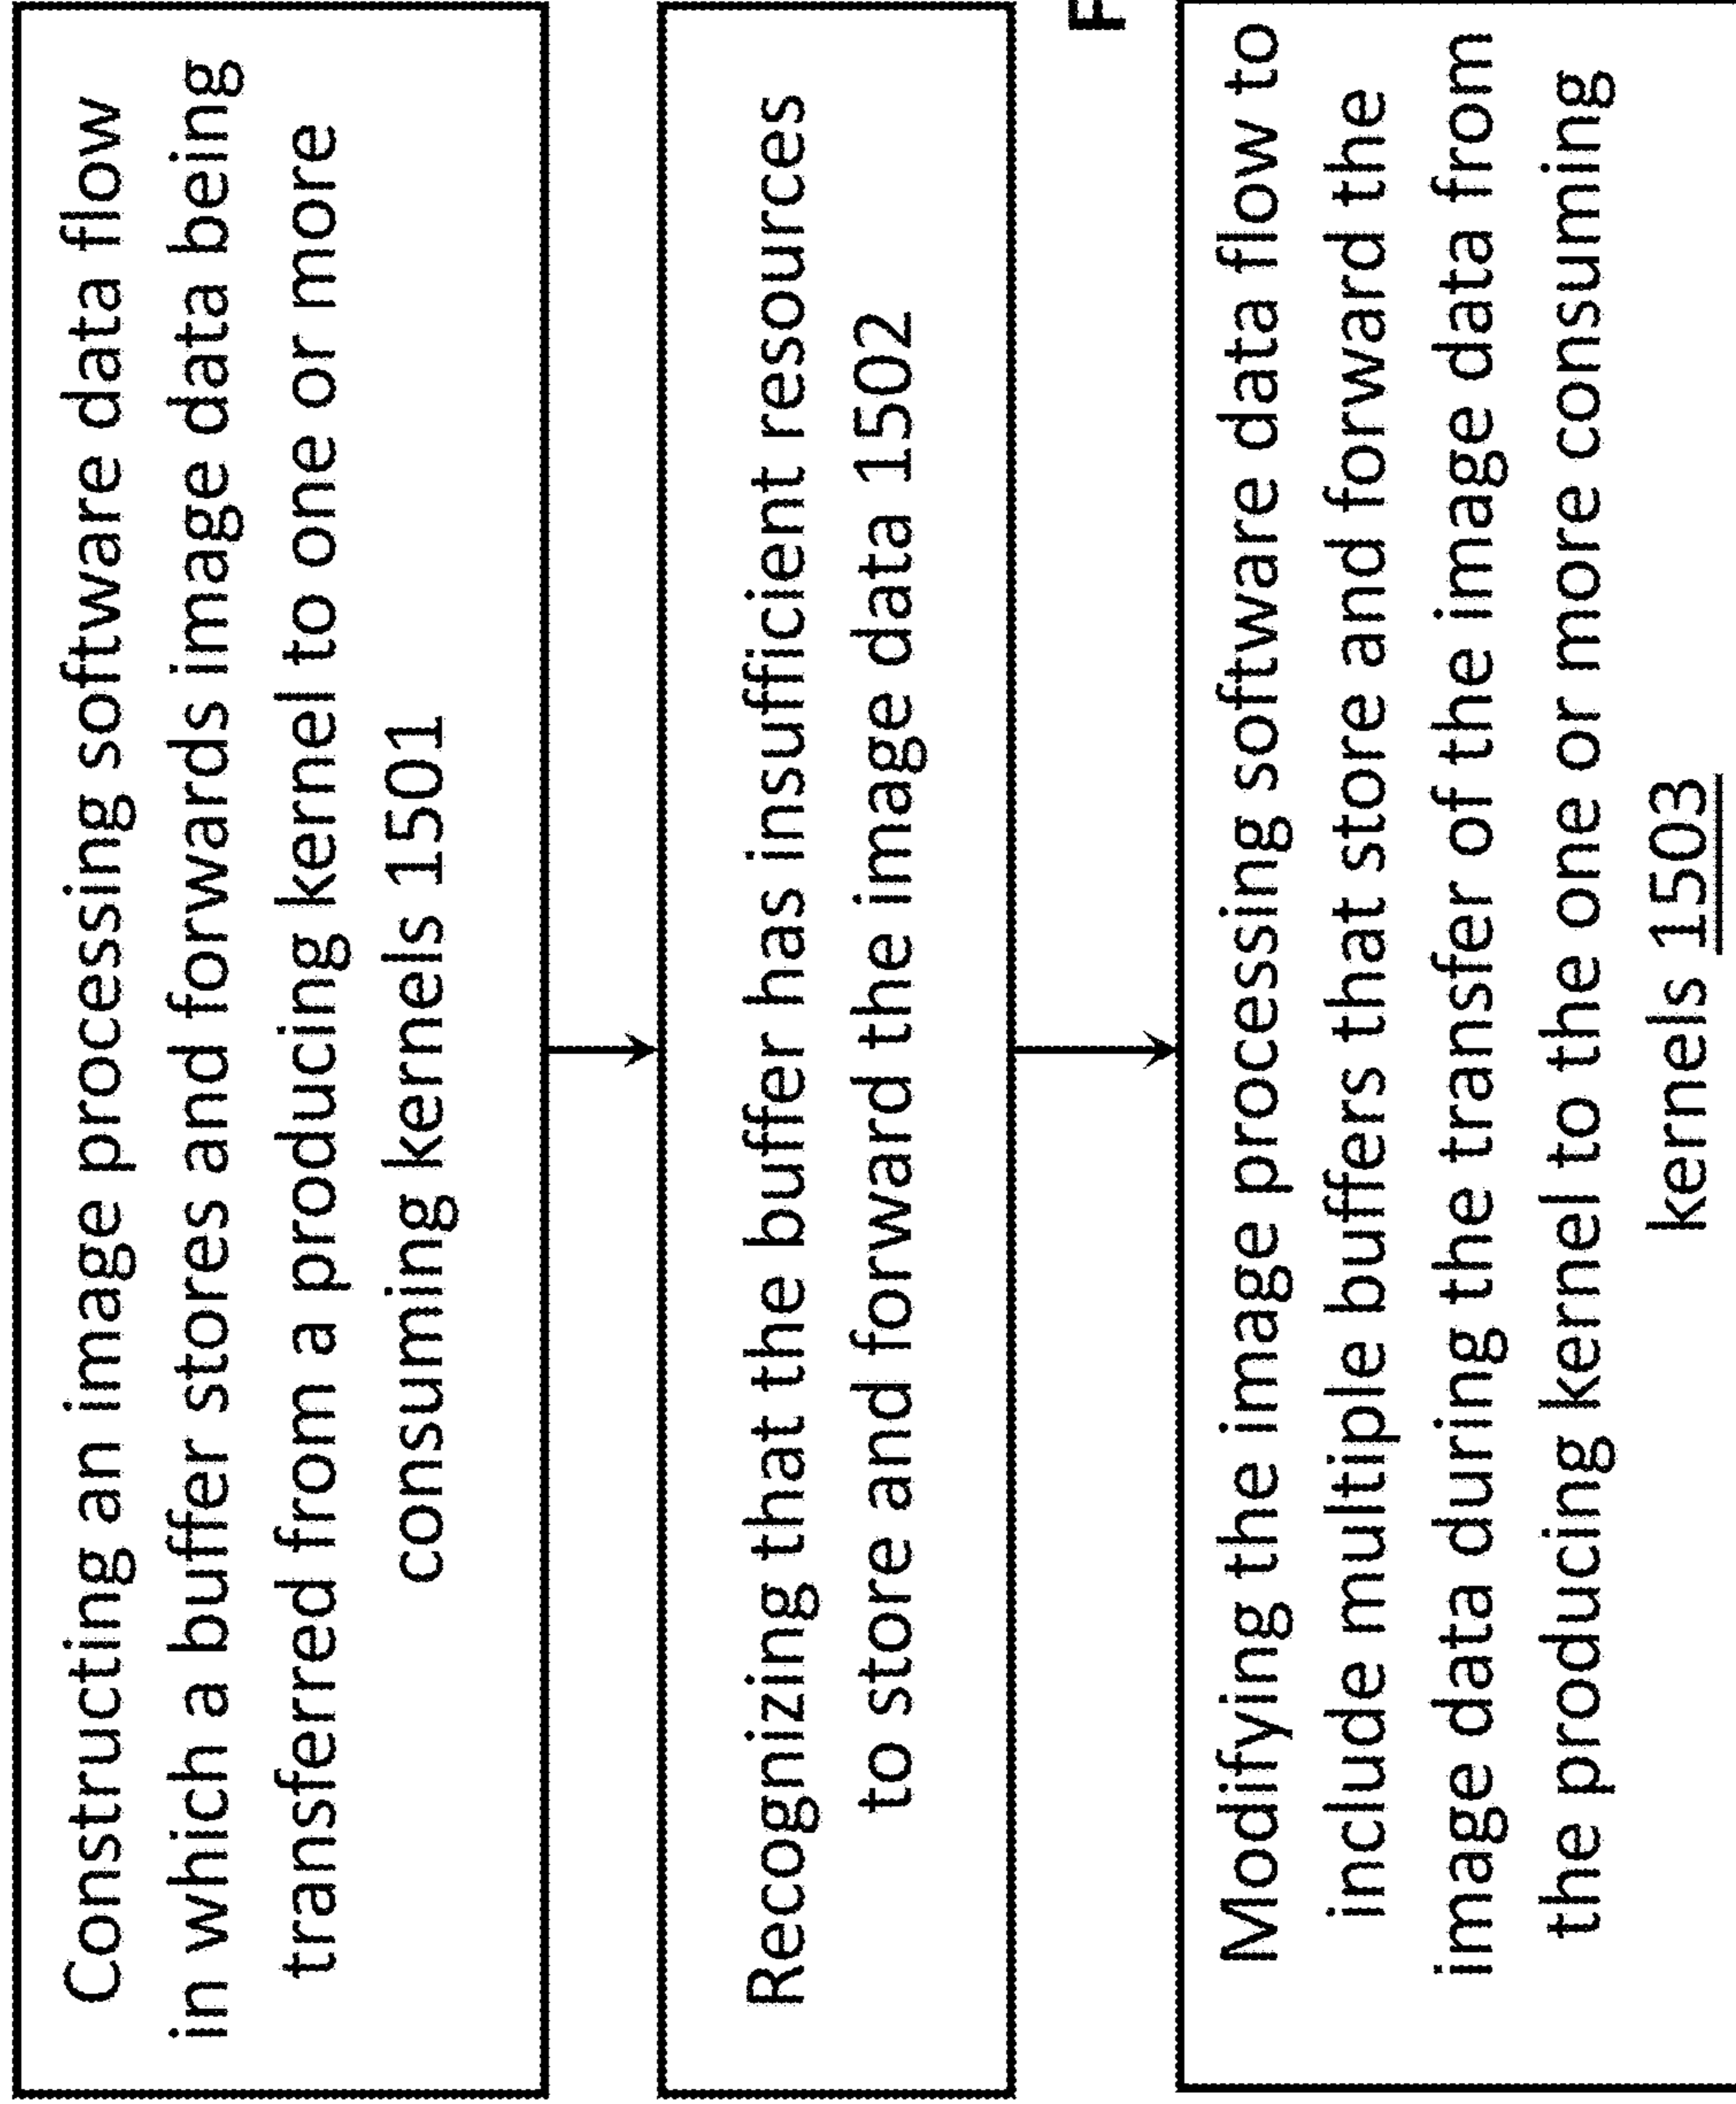 Constructing an image processing software data flow
in which a buffer stores and forwards image data being
transferred from a producing kernel to one or more
consuming kernels 1501
Recognizing that the buffer has insufficient resources
to store and forward the image data 1502
Modifying the image processing software data flow to
include multiple buffers that store and forward the
image data during the transfer of the image data from
the producing kernel to the one or more consuming
kernels 1503